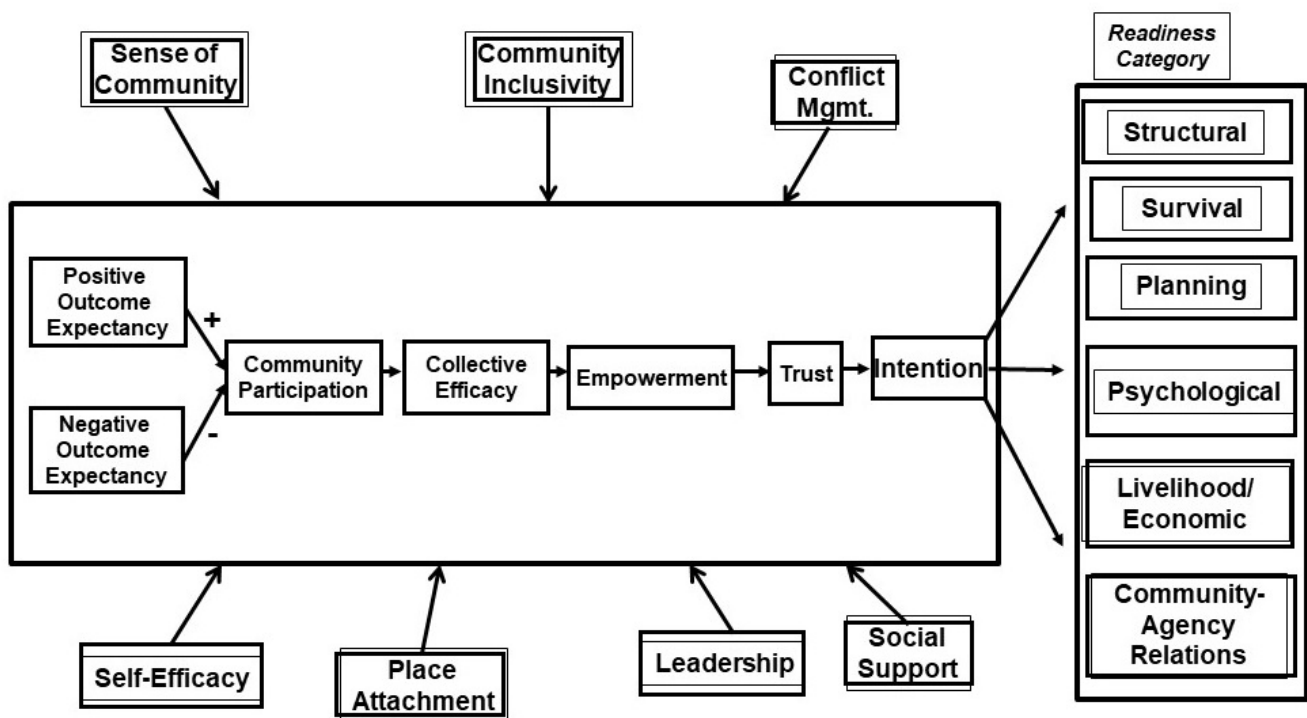 Sense of
Community
Community
Inclusivity
Conflict
Mgmt.
Readiness
Category
Structural
Survival
Planning
Psychological
Livelihood/
Economic
Community-
Agency
Relations
Positive
Outcome
Expectancy
+
Negative
Outcome
Expectancy
-
Community
Participation
Collective
Efficacy
Empowerment
Trust
Intention
Self-Efficacy
Place
Attachment
Leadership
Social
Support